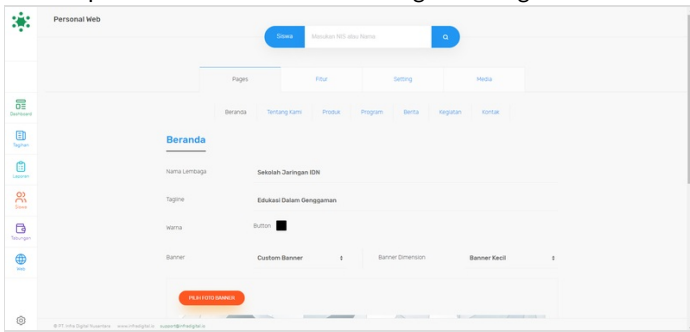 Personal Web
Siswa Masukan NIS atau Nama
Pages Fitur Setting Media
Beranda Tentang Kami Produk Program Berita Kegiatan Kontak
Dashboard
Tagihan
Laporan
Siswa
Tabungan
Web
Beranda
Nama Lembaga Sekolah Jaringan IDN
Tagline Edukasi Dalam Genggaman
Warna Button
Banner Custom Banner Banner Dimension Banner Kecil
PILIH FOTO BANNER
© PT. Infra Digital Nusantara www.infradigital.io support@infradigital.io